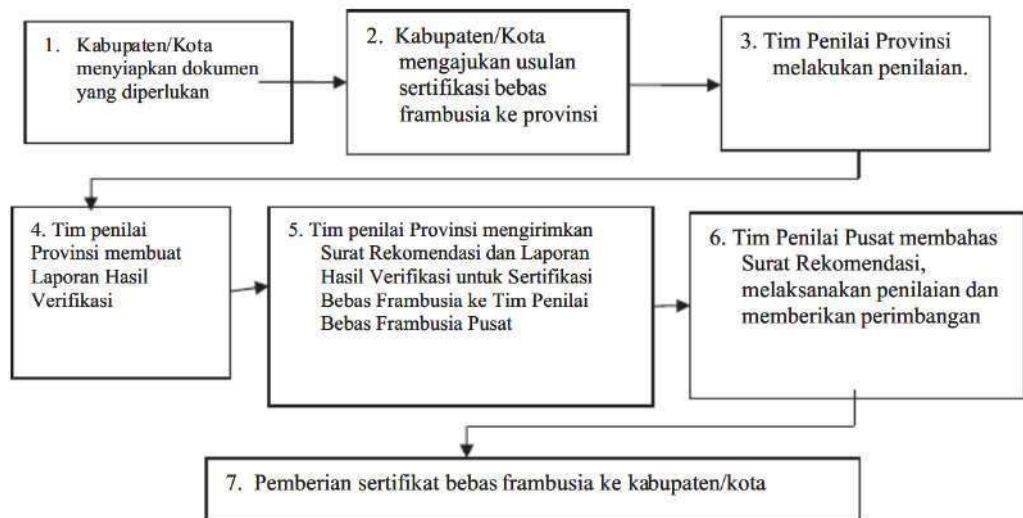 1. Kabupaten/Kota
menyiapkan dokumen
yang diperlukan
2. Kabupaten/Kota
mengajukan usulan
sertifikasi bebas
frambusia ke provinsi
3. Tim Penilai Provinsi
melakukan penilaian.
4. Tim penilai
Provinsi membuat
Laporan Hasil
Verifikasi
5. Tim penilai Provinsi mengirimkan
Surat Rekomendasi dan Laporan
Hasil Verifikasi untuk Sertifikasi
Bebas Frambusia ke Tim Penilai
Bebas Frambusia Pusat
6. Tim Penilai Pusat membahas
Surat Rekomendasi,
melaksanakan penilaian dan
memberikan perimbangan
7. Pemberian sertifikat bebas frambusia ke kabupaten/kota